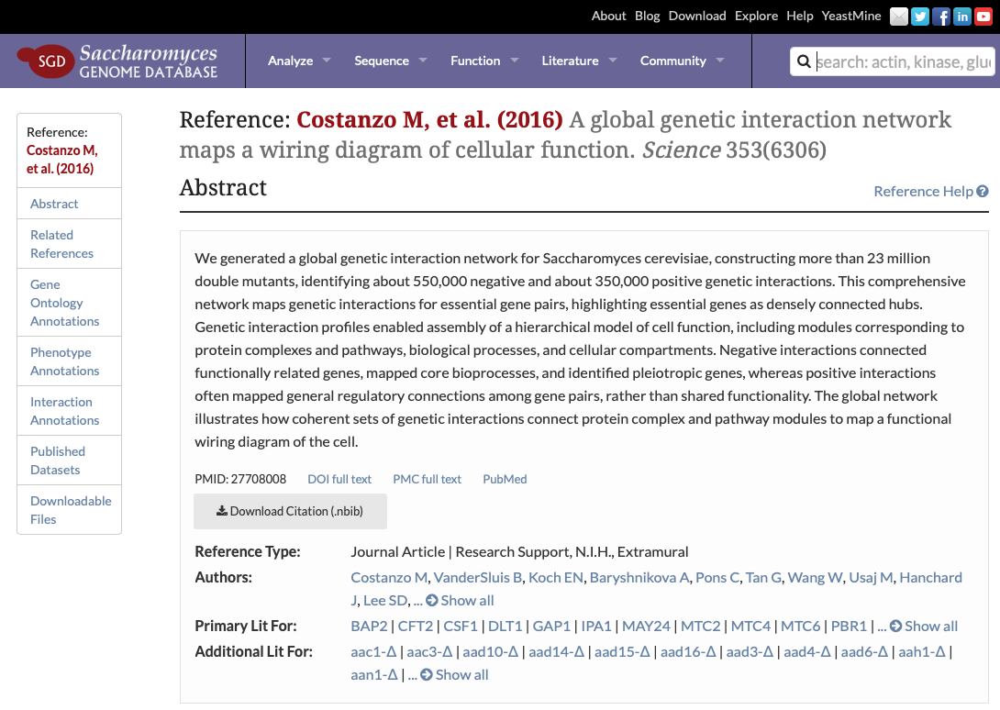 About Blog Download Explore Help YeastMine
SGD Saccharomyces
GENOME DATABASE
Analyze Sequence Function Literature Community
search: actin, kinase, glu
Reference:
Costanzo M,
et al. (2016)
Abstract
Related
References
Gene
Ontology
Annotations
Phenotype
Annotations
Interaction
Annotations
Published
Datasets
Downloadable
Files
Reference: Costanzo M, et al. (2016) A global genetic interaction network
maps a wiring diagram of cellular function. Science 353(6306)
Abstract
Reference Help
We generated a global genetic interaction network for Saccharomyces cerevisiae, constructing more than 23 million
double mutants, identifying about 550,000 negative and about 350,000 positive genetic interactions. This comprehensive
network maps genetic interactions for essential gene pairs, highlighting essential genes as densely connected hubs.
Genetic interaction profiles enabled assembly of a hierarchical model of cell function, including modules corresponding to
protein complexes and pathways, biological processes, and cellular compartments. Negative interactions connected
functionally related genes, mapped core bioprocesses, and identified pleiotropic genes, whereas positive interactions
often mapped general regulatory connections among gene pairs, rather than shared functionality. The global network
illustrates how coherent sets of genetic interactions connect protein complex and pathway modules to map a functional
wiring diagram of the cell.
PMID: 27708008 DOI full text PMC full text PubMed
Download Citation (.nbib)
Reference Type: Journal Article | Research Support, N.I.H., Extramural
Authors: Costanzo M, VanderSluis B, Koch EN, Baryshnikova A, Pons C, Tan G, Wang W, Usaj M, Hanchard
J, Lee SD, ... Show all
Primary Lit For: BAP2 | CFT2 | CSF1 | DLT1 | GAP1 | IPA1 | MAY24 | MTC2 | MTC4 | MTC6 | PBR1 | ... Show all
Additional Lit For: aac1-Δ | aac3-Δ | aad10-Δ | aad14-Δ | aad15-Δ | aad16-Δ | aad3-Δ | aad4-Δ | aad6-Δ | aah1-Δ |
aan1-Δ | ... Show all